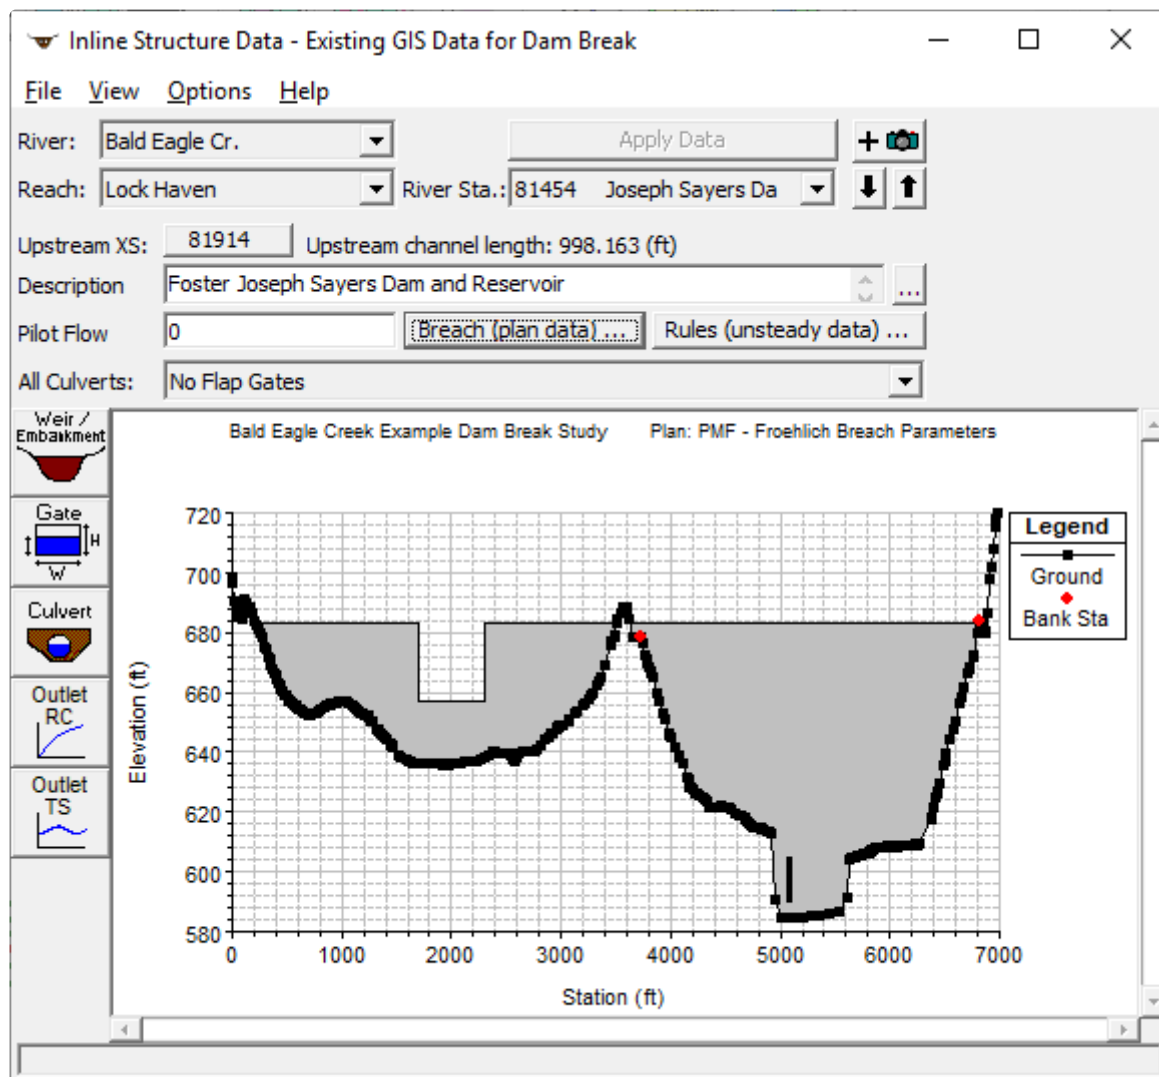 Inline Structure Data - Existing GIS Data for Dam Break
File View Options Help
River: Bald Eagle Cr. Apply Data
Reach: Lock Haven River Sta.: 81454 Joseph Sayers Da
Upstream XS: 81914 Upstream channel length: 998.163 (ft)
Description Foster Joseph Sayers Dam and Reservoir ...
Pilot Flow 0 Breach (plan data) ... Rules (unsteady data) ...
All Culverts: No Flap Gates
Weir /
Embankment
Gate
H
W
Culvert
Outlet
RC
Outlet
TS
Bald Eagle Creek Example Dam Break Study Plan: PMF - Froehlich Breach Parameters
720
700
680
660
640
620
600
580
Elevation (ft)
0 1000 2000 3000 4000 5000 6000 7000
Station (ft)
Legend
Ground
Bank Sta